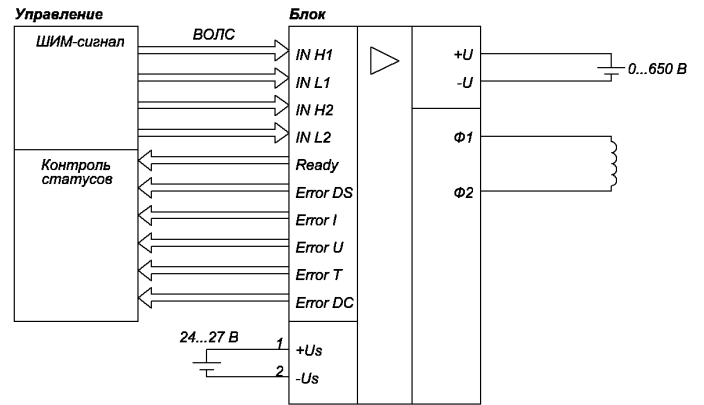 Управление
Блок
ШИМ-сигнал
ВОЛС
IN H1
+U
0...650 В
IN L1
-U
IN H2
IN L2
Ф1
Контроль
статусов
Ready
Error DS
Ф2
Error I
Error U
Error T
Error DC
24...27 В
1
+Us
2
-Us